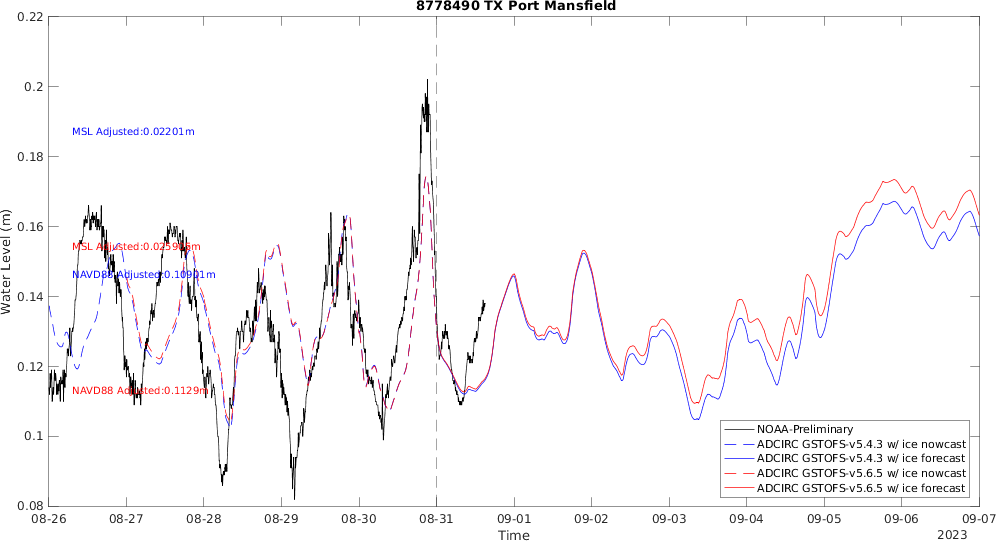 8778490 TX Port Mansfield
Water Level (m)
0.22
0.2
0.18
0.16
0.14
0.12
0.1
0.08
MSL Adjusted:0.02201m
MSL Adjusted:0.025905m
NAVD88 Adjusted:0.10901m
NAVD88 Adjusted:0.1129m
NOAA-Preliminary
ADCIRC GSTOFS-v5.4.3 w/ ice nowcast
ADCIRC GSTOFS-v5.4.3 w/ ice forecast
ADCIRC GSTOFS-v5.6.5 w/ ice nowcast
ADCIRC GSTOFS-v5.6.5 w/ ice forecast
08-26 08-27 08-28 08-29 08-30 08-31 09-01 09-02 09-03 09-04 09-05 09-06 09-07
Time
2023